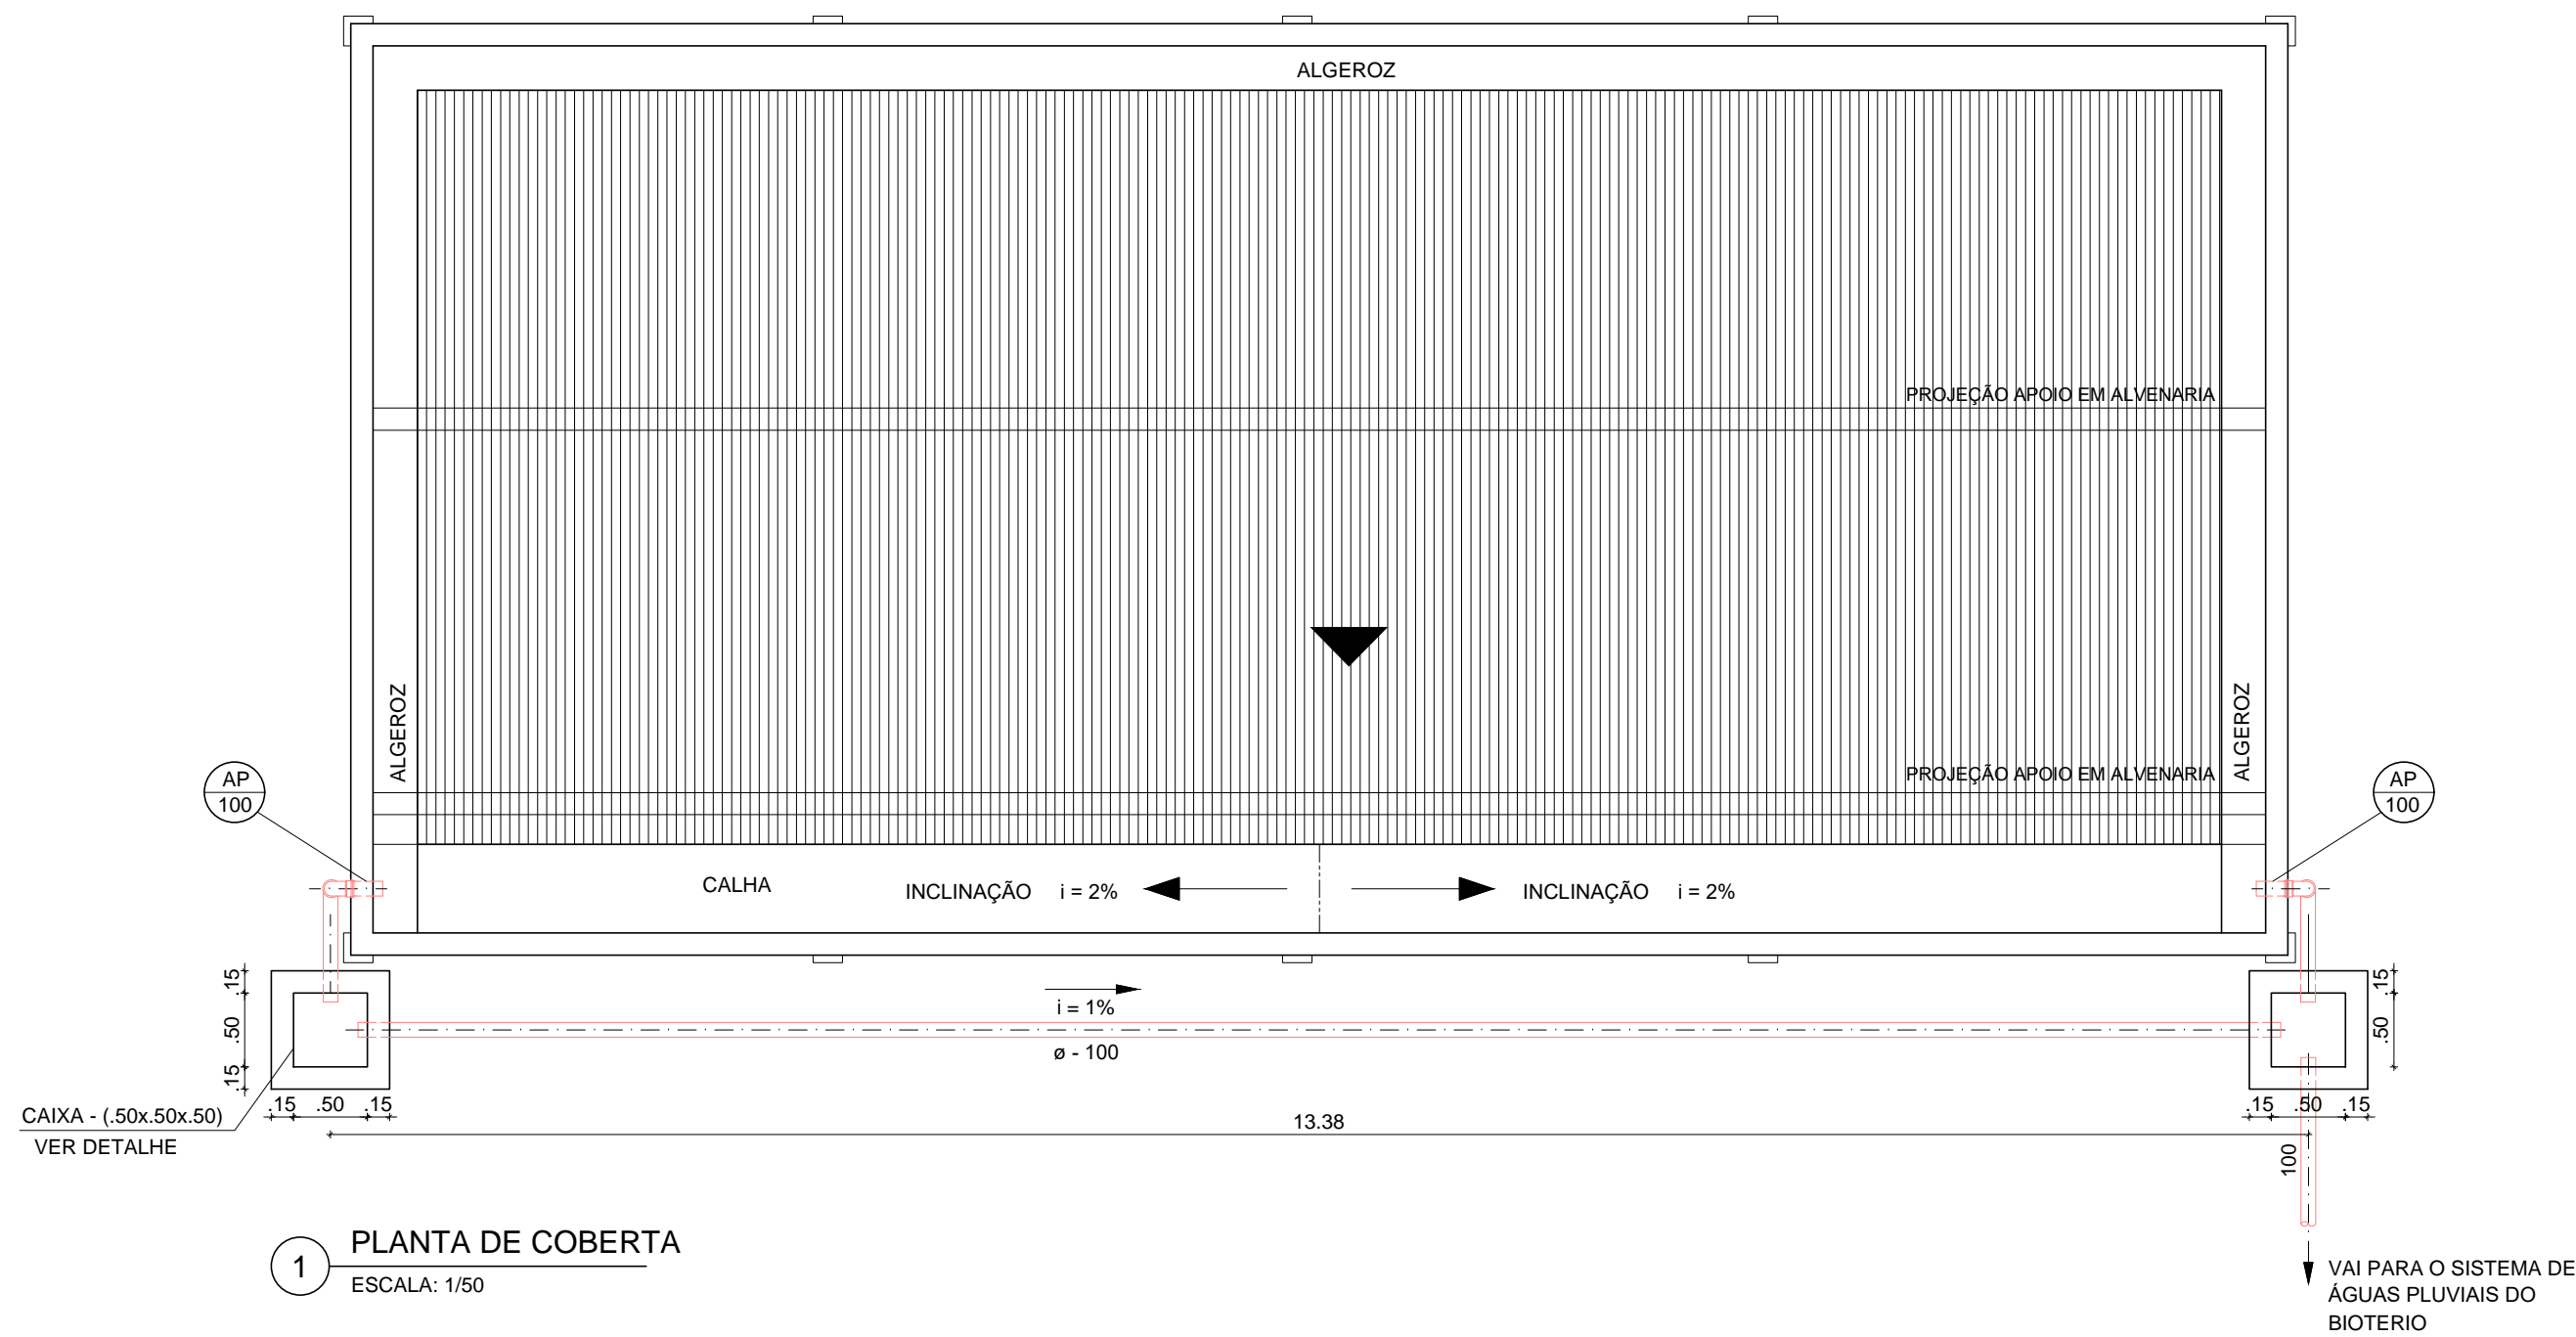 ALGEROZ
PROJEÇÃO APOIO EM ALVENARIA
ALGEROZ
ALGEROZ
PROJEÇÃO APOIO EM ALVENARIA
AP
100
AP
100
CALHA
INCLINAÇÃO i = 2%
INCLINAÇÃO i = 2%
.15
.50
.15
i = 1%
ø - 100
.15
.50
.15 .50 .15
.15 .50 .15
CAIXA - (.50x.50x.50)
VER DETALHE
13.38
100
1
PLANTA DE COBERTA
ESCALA: 1/50
VAI PARA O SISTEMA DE
ÁGUAS PLUVIAIS DO
BIOTERIO